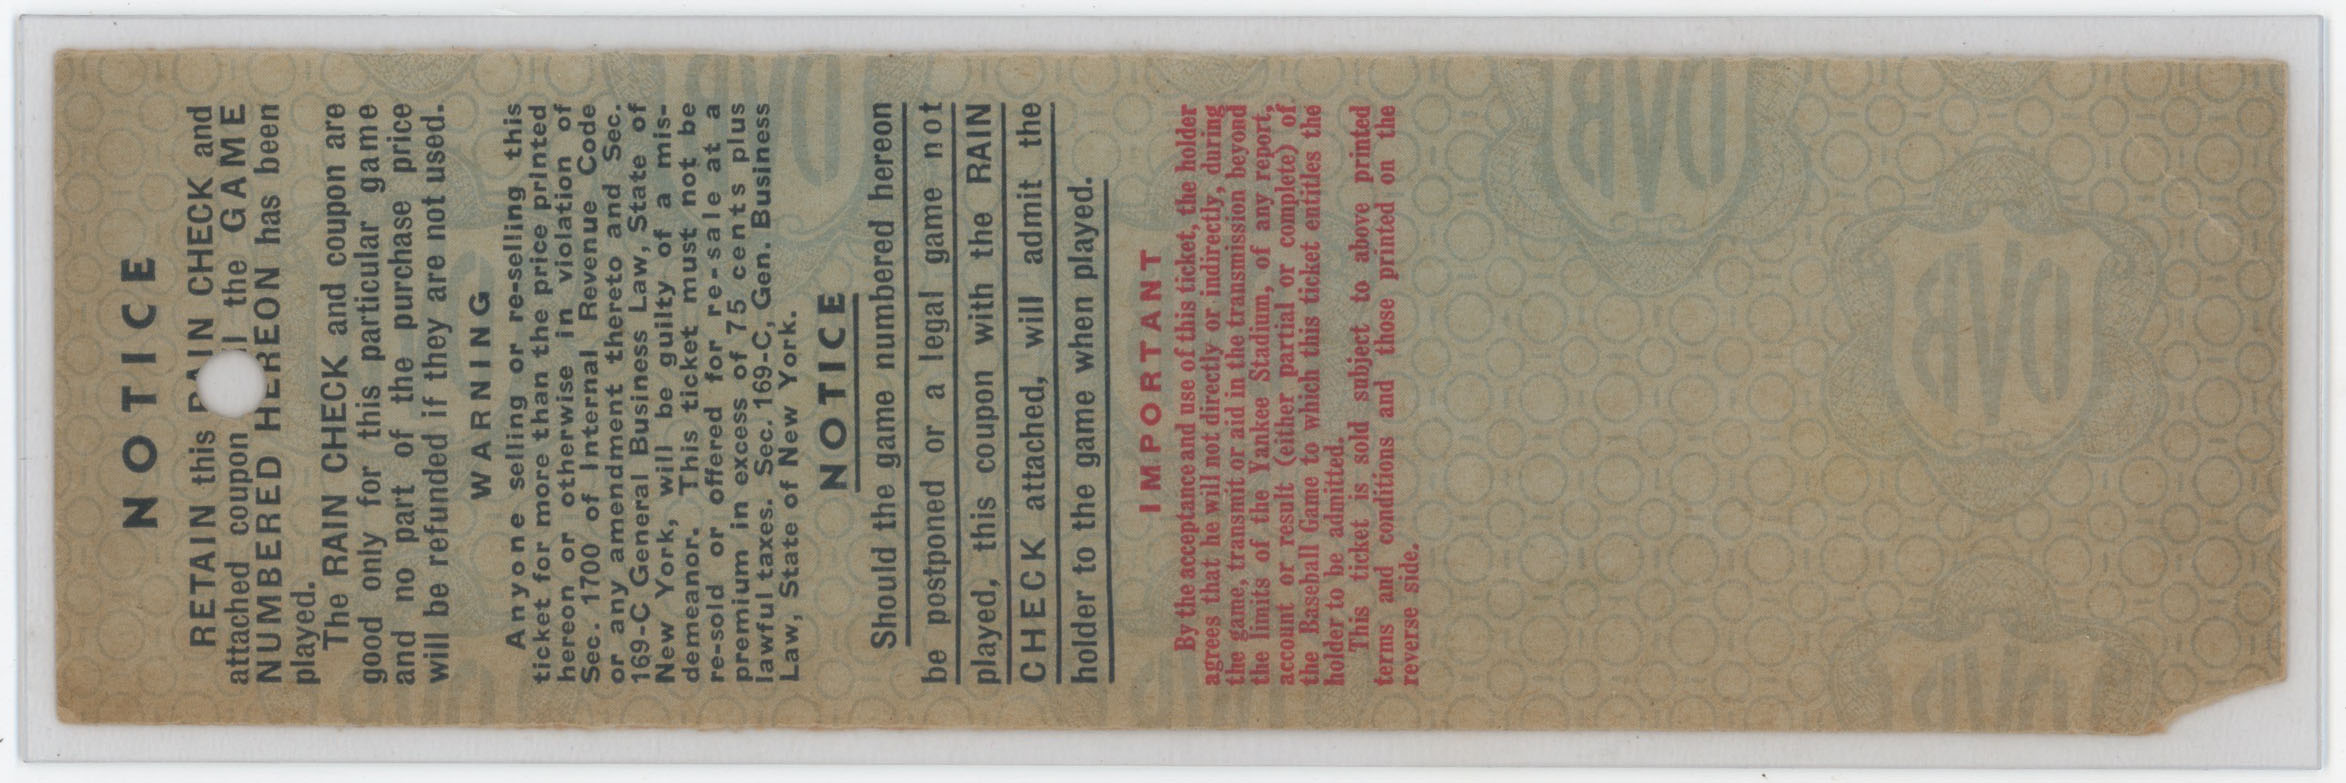 NOTICE
RETAIN this RAIN CHECK and
attached coupon the GAME
NUMBERED HEREON has been
played.
The RAIN CHECK and coupon are
good only for this particular game
and no part of the purchase price
will be refunded if they are not used.
WARNING
Anyone selling or re-selling this
ticket for more than the price printed
hereon or otherwise in violation of
Sec. 1700 of Internal Revenue Code
or any amendment thereto and Sec.
169-C General Business Law, State of
New York, will be guilty of a mis-
demeanor. This ticket must not be
re-sold or offered for re-sale at a
premium in excess of 75 cents plus
lawful taxes. Sec. 169-C, Gen. Business
Law, State of New York.
NOTICE
Should the game numbered hereon
be postponed or a legal game not
played, this coupon with the RAIN
CHECK attached, will admit the
holder to the game when played.
IMPORTANT
By the acceptance and use of this ticket, the holder
agrees that he will not directly or indirectly, during
the game, transmit or aid in the transmission beyond
the limits of the Yankee Stadium, of any report,
account or result (either partial or complete) of
the Baseball Game to which this ticket entitles the
holder to be admitted.
This ticket is sold subject to above printed
terms and conditions and those printed on the
reverse side.